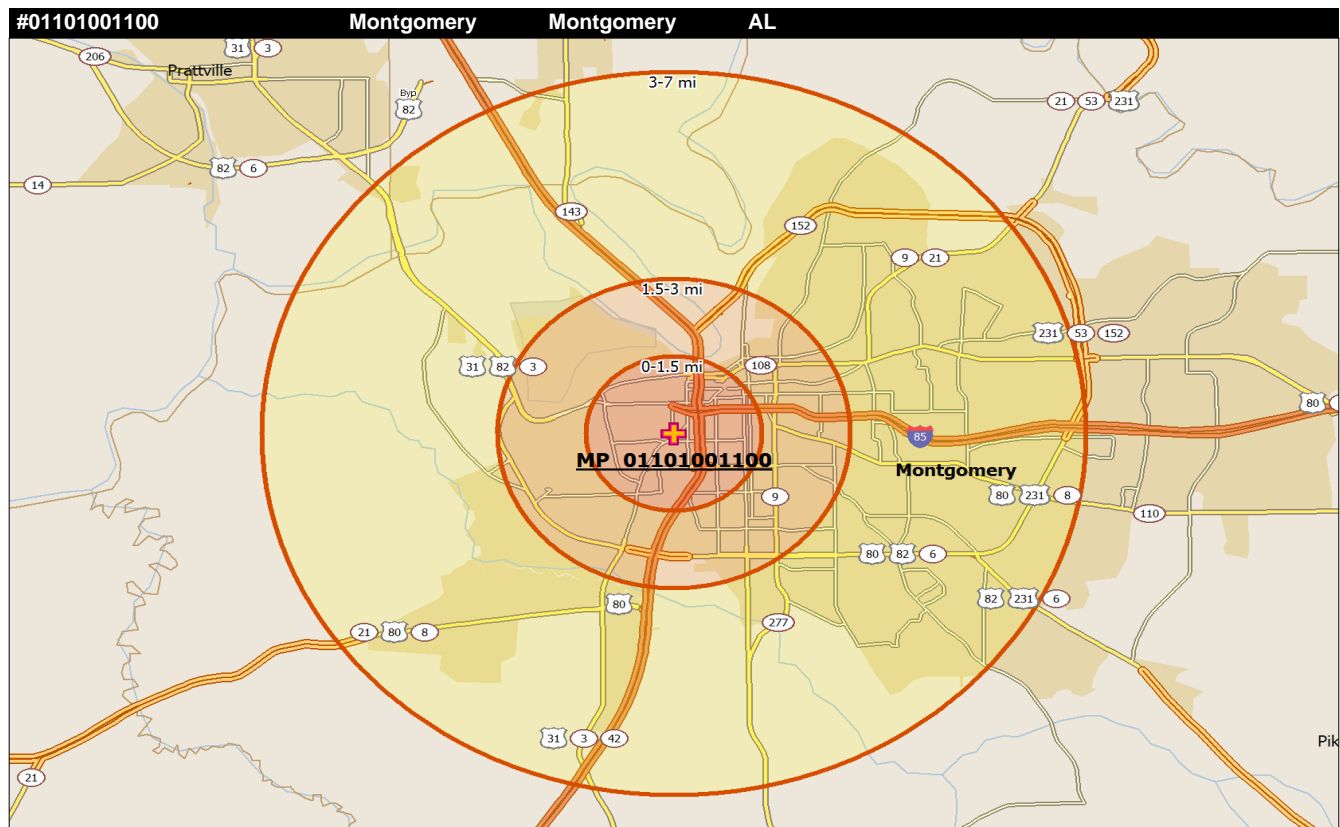 #01101001100 Montgomery Montgomery AL
31 3
206
Prattville
3-7 mi
Byp
82
21 53 231
82 6
14
143
152
9 21
1.5-3 mi
231 53 152
31 82 3
0-1.5 mi
108
80
85
MP 01101001100
Montgomery
9
80 231 8
110
80 82 6
80
82 231 6
277
21 80 8
31 3 42
Pik
21